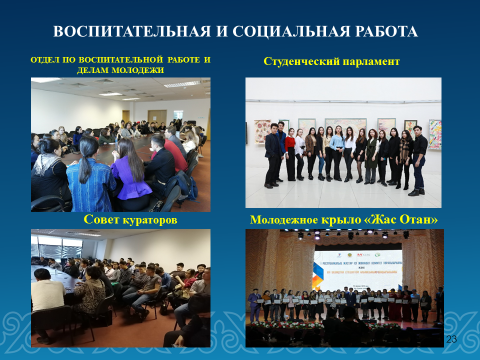 ВОСПИТАТЕЛЬНАЯ И СОЦИАЛЬНАЯ РАБОТА
ОТДЕЛ ПО ВОСПИТАТЕЛЬНОЙ РАБОТЕ И
ДЕЛАМ МОЛОДЕЖИ
Студенческий парламент
Совет кураторов
Молодежное крыло «Жас Отан»
23